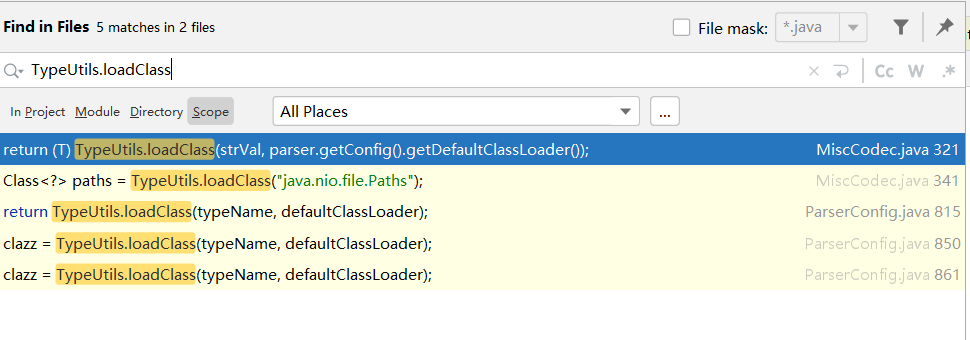 Find in Files 5 matches in 2 files File mask: *.java
TypeUtils.loadClass Cc W .*
In Project Module Directory Scope All Places ...
return (T) TypeUtils.loadClass(strVal, parser.getConfig().getDefaultClassLoader()); MiscCodec.java 321
Class<?> paths = TypeUtils.loadClass("java.nio.file.Paths"); MiscCodec.java 341
return TypeUtils.loadClass(typeName, defaultClassLoader); ParserConfig.java 815
clazz = TypeUtils.loadClass(typeName, defaultClassLoader); ParserConfig.java 850
clazz = TypeUtils.loadClass(typeName, defaultClassLoader); ParserConfig.java 861